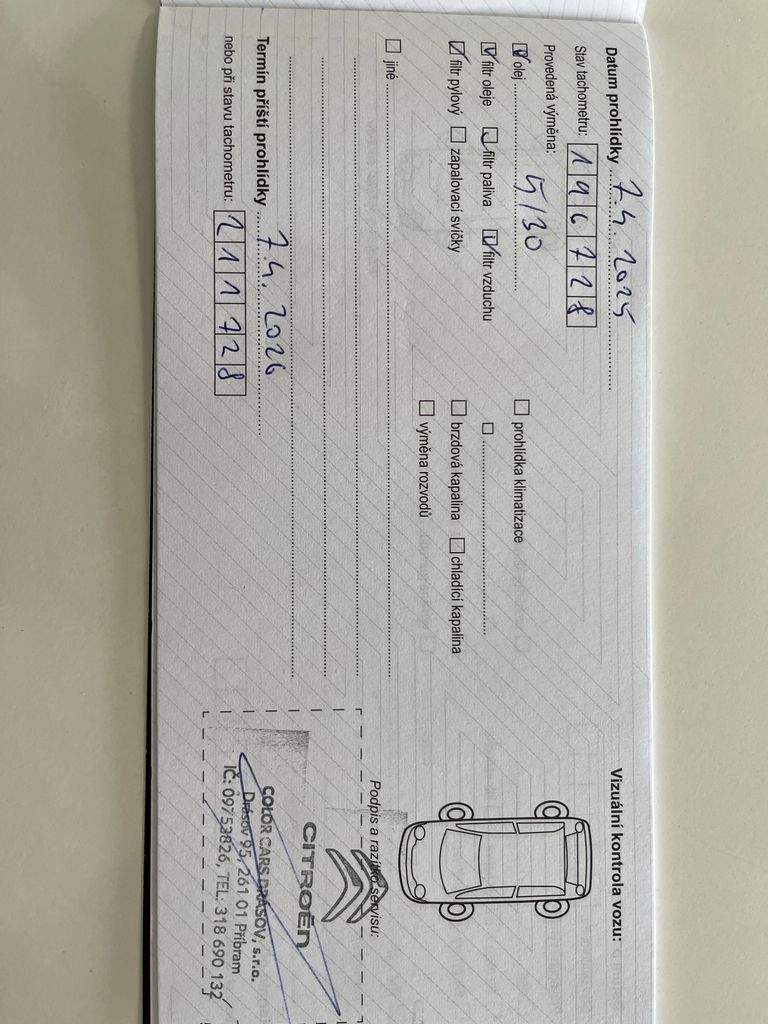 Datum prohlídky 7.4.2025
Stav tachometru: 196728
Provedená výměna:
olej 5/30
filtr oleje filtr paliva filtr vzduchu
filtr pylový zapalovací svíčky
jiné
Termín příští prohlídky 7.4.2026
nebo při stavu tachometru: 211728
prohlídka klimatizace
brzdová kapalina chladící kapalina
výměna rozvodů
Vizuální kontrola vozu:
Podpis a razítko servisu:
CITROËN
COLOR CARS DRÁSOV, s.r.o.
Drásov 95, 261 01 Příbram
IČ: 09753826, TEL: 318 690 132